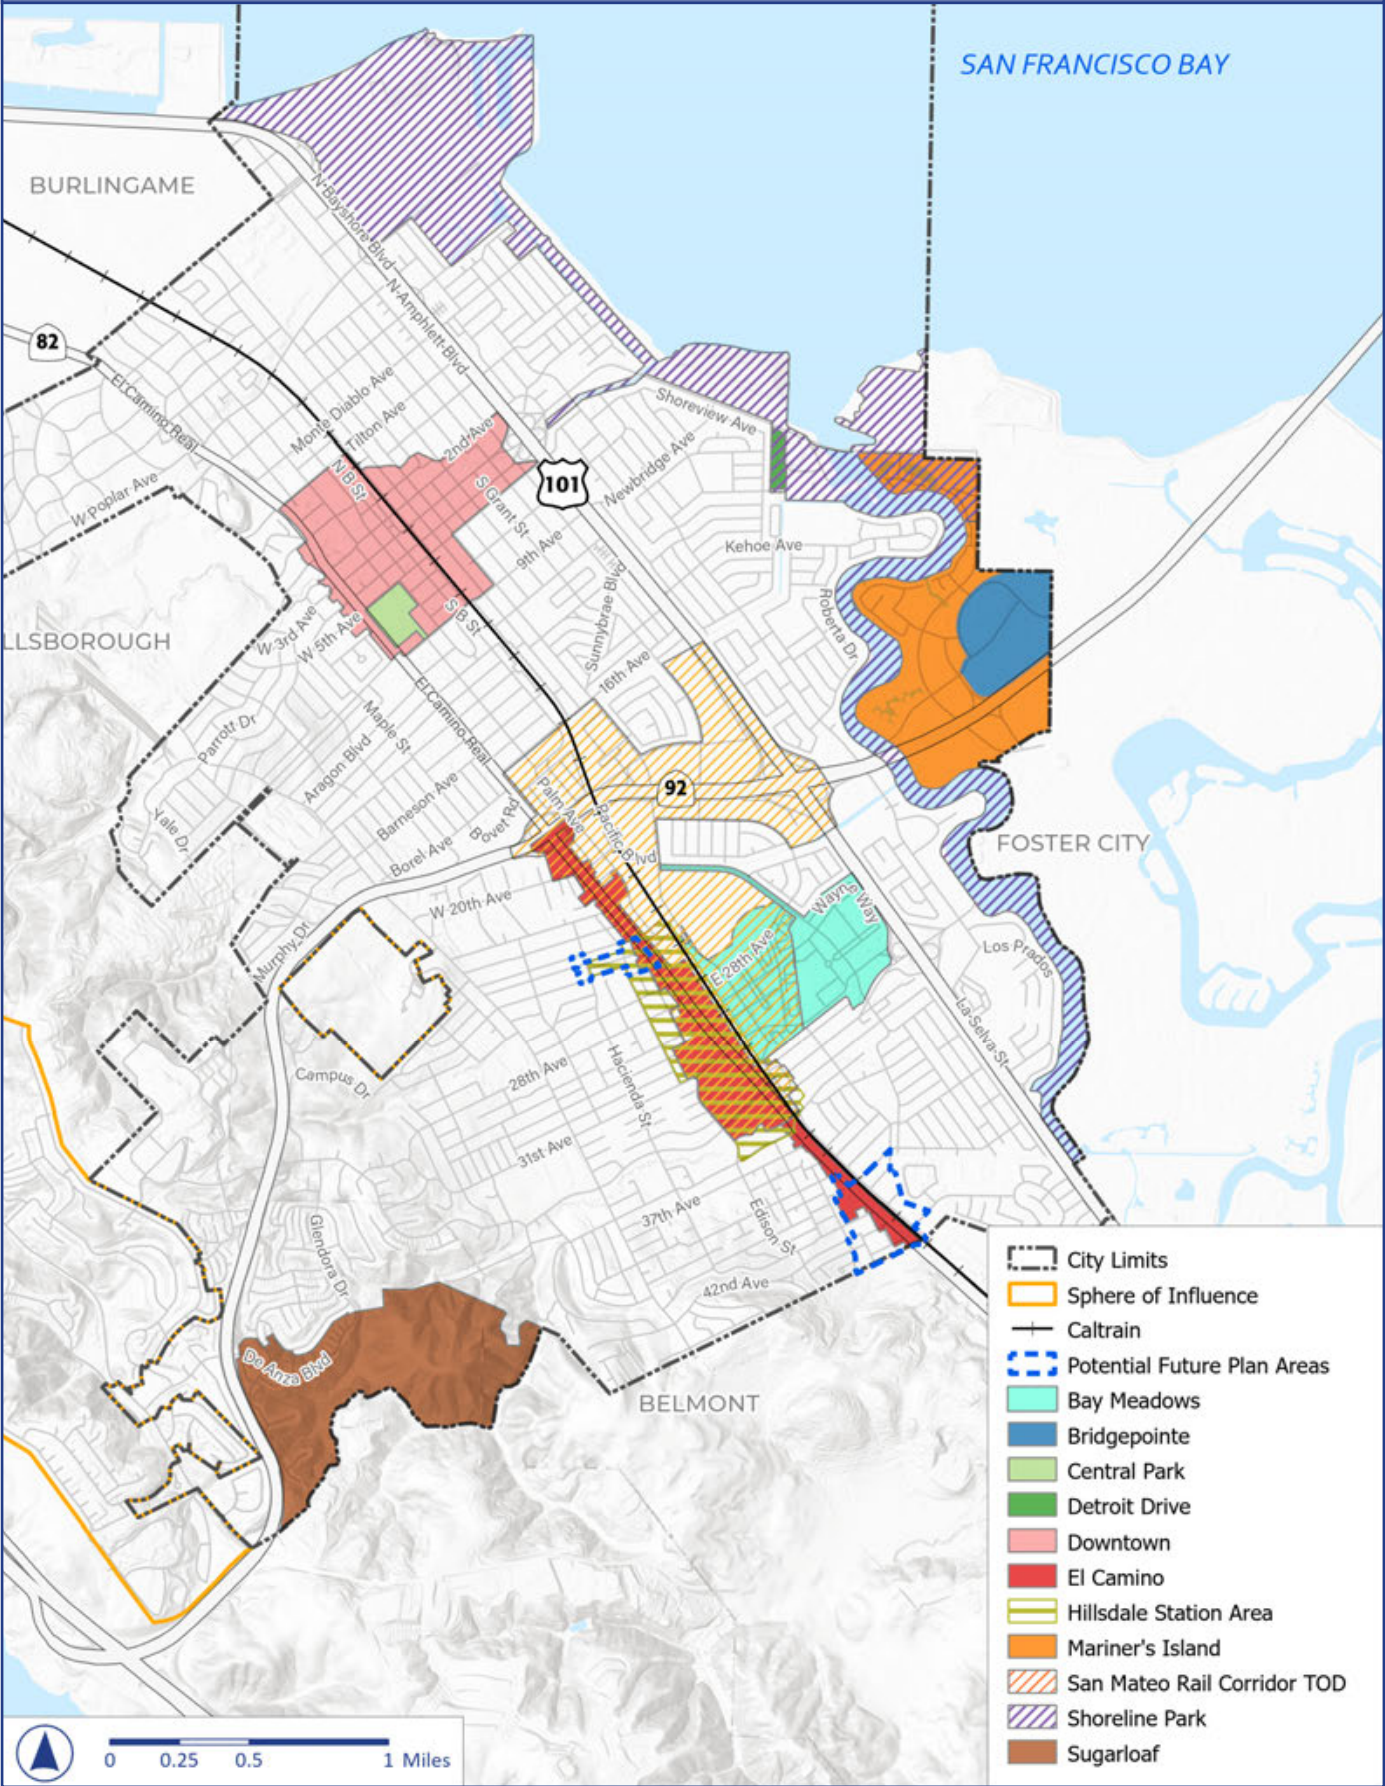 SAN FRANCISCO BAY
BURLINGAME
N Bayshore Blvd
N Amphlett Blvd
82
El Camino Real
Monte Diablo Ave
Tilton Ave
Shoreview Ave
2nd Ave
N B St
101
Newbridge Ave
W Poplar Ave
S Grant St
9th Ave
Kehoe Ave
Sunnybrae Blvd
Roberta Dr
S B St
W 3rd Ave
W 5th Ave
LLSBOROUGH
16th Ave
El Camino Real
Maple St
Parrott Dr
Aragon Blvd
92
Palm Ave
Barneson Ave
Bovet Rd
Pacific Blvd
Yale Dr
Borel Ave
FOSTER CITY
W 20th Ave
Wayne Way
Murphy Dr
E 28th Ave
Los Prados
La Selva St
Campus Dr
28th Ave
Hacienda St
31st Ave
37th Ave
Edison St
Glendora Dr
42nd Ave
De Anza Blvd
BELMONT
City Limits
Sphere of Influence
Caltrain
Potential Future Plan Areas
Bay Meadows
Bridgepointe
Central Park
Detroit Drive
Downtown
El Camino
Hillsdale Station Area
Mariner's Island
San Mateo Rail Corridor TOD
Shoreline Park
Sugarloaf
0 0.25 0.5 1 Miles